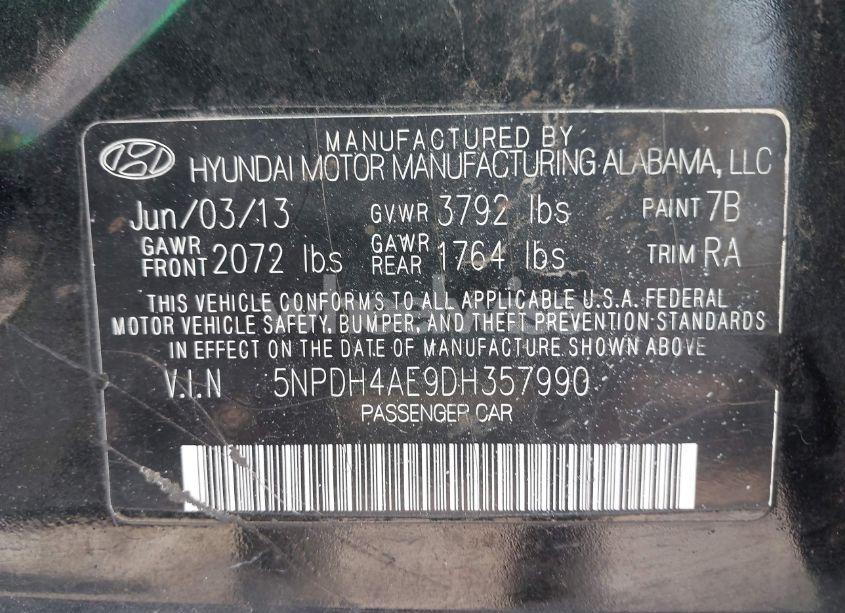 MANUFACTURED BY
HYUNDAI MOTOR MANUFACTURING ALABAMA, LLC
Jun/03/13 GVWR 3792 lbs PAINT 7B
GAWR FRONT 2072 lbs GAWR REAR 1764 lbs TRIM RA
THIS VEHICLE CONFORMS TO ALL APPLICABLE U.S.A. FEDERAL
MOTOR VEHICLE SAFETY, BUMPER, AND THEFT PREVENTION STANDARDS
IN EFFECT ON THE DATE OF MANUFACTURE SHOWN ABOVE
V.I.N 5NPDH4AE9DH357990
PASSENGER CAR